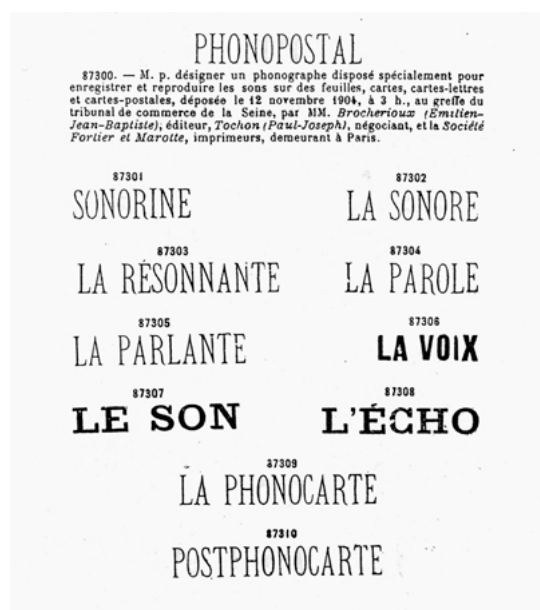 PHONOPOSTAL
87300. — M. p. désigner un phonographe disposé spécialement pour
enregistrer et reproduire les sons sur des feuilles, cartes, cartes-lettres
et cartes-postales, déposée le 12 novembre 1904, à 3 h., au greffe du
tribunal de commerce de la Seine, par MM. Brocherioux (Emilien-
Jean-Baptiste), éditeur, Tochon (Paul-Joseph), négociant, et la Société
Fortier et Marotte, imprimeurs, demeurant à Paris.
87301
SONORINE
87302
LA SONORE
87303
LA RÉSONNANTE
87304
LA PAROLE
87305
LA PARLANTE
87306
LA VOIX
87307
LE SON
87308
L'ÉCHO
87309
LA PHONOCARTE
87310
POSTPHONOCARTE